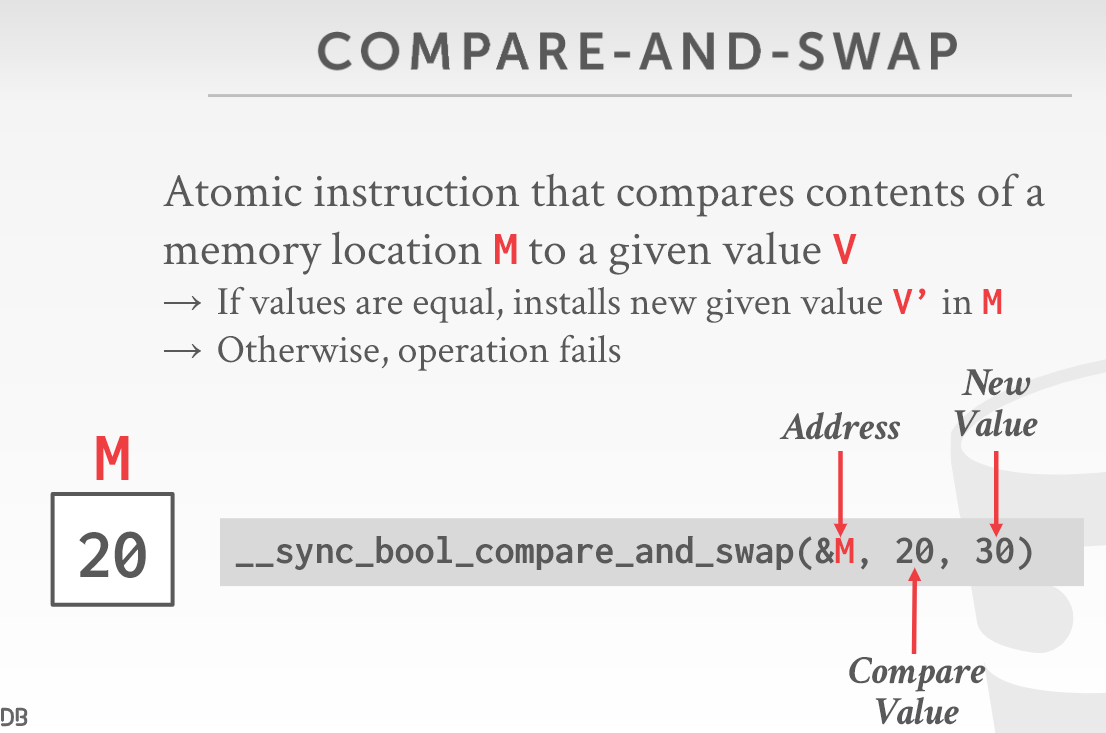 COMPARE-AND-SWAP
Atomic instruction that compares contents of a
memory location M to a given value V
→ If values are equal, installs new given value V’ in M
→ Otherwise, operation fails
New
Value
Address
M
20
__sync_bool_compare_and_swap(&M, 20, 30)
Compare
Value
DB